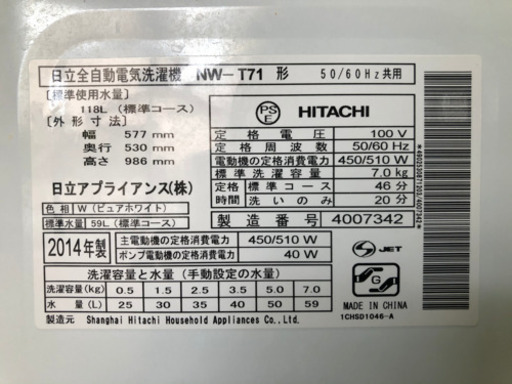 日立全自動電気洗濯機 NW-T71 形 50/60Hz共用
[標準使用水量]
118L (標準コース)
[外形寸法]
幅 577 mm
奥行 530 mm
高さ 986 mm
日立アプライアンス(株)
色相 W (ピュアホワイト)
標準水量 59L (標準コース)
PSE HITACHI
定格電圧 100 V
定格周波数 50/60 Hz
電動機の定格消費電力 450/510 W
標準洗濯容量 7.0 kg
定格時間 標準コース 46 分
洗いのみ 20 分
製造番号 4007342
2014年製
主電動機の定格消費電力 450/510 W
ポンプ電動機の定格消費電力 40 W
洗濯容量と水量 (手動設定の水量)
洗濯容量(kg) 0.5 1.5 2.5 3.5 5.0 7.0
水量(L) 25 30 35 40 50 59
製造元 Shanghai Hitachi Household Appliances Co., Ltd.
S JET
G
MADE IN CHINA
1CHSD1046-A